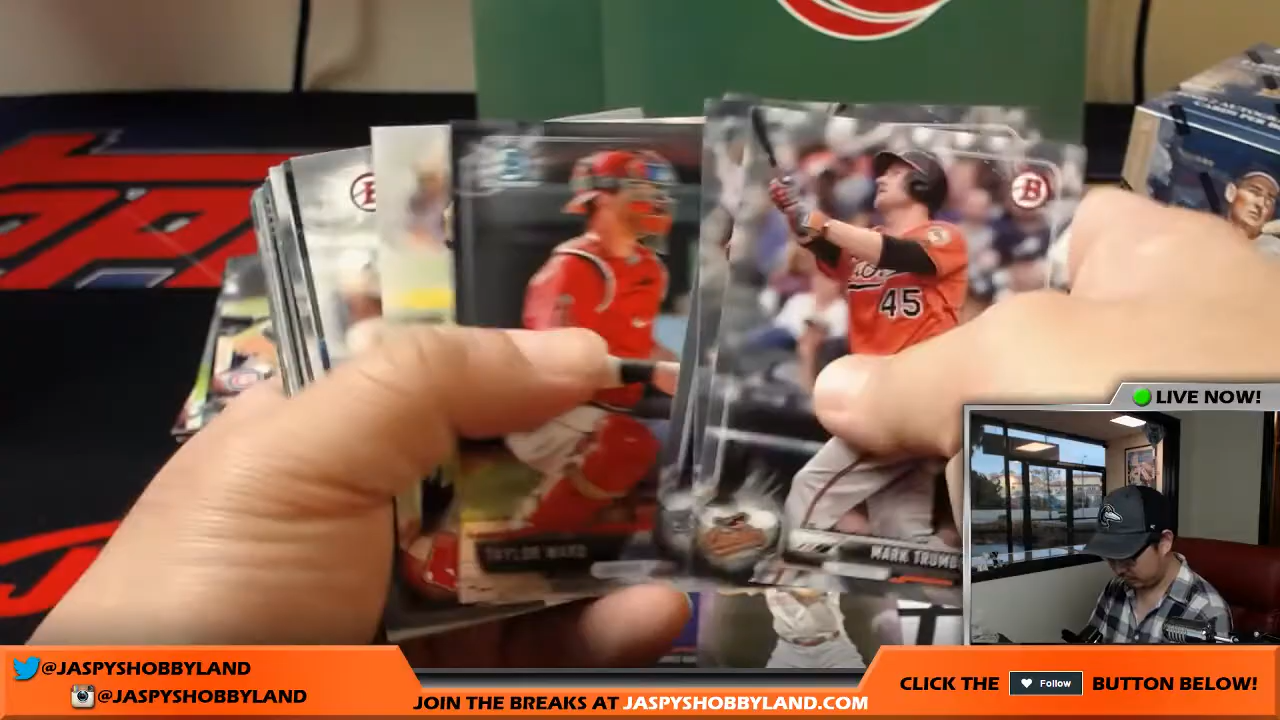 45
TAYLOR WARD
MARK TRUMB
LIVE NOW!
@JASPYSHOBBYLAND
@JASPYSHOBBYLAND
JOIN THE BREAKS AT JASPYSHOBBYLAND.COM
CLICK THE Follow BUTTON BELOW!